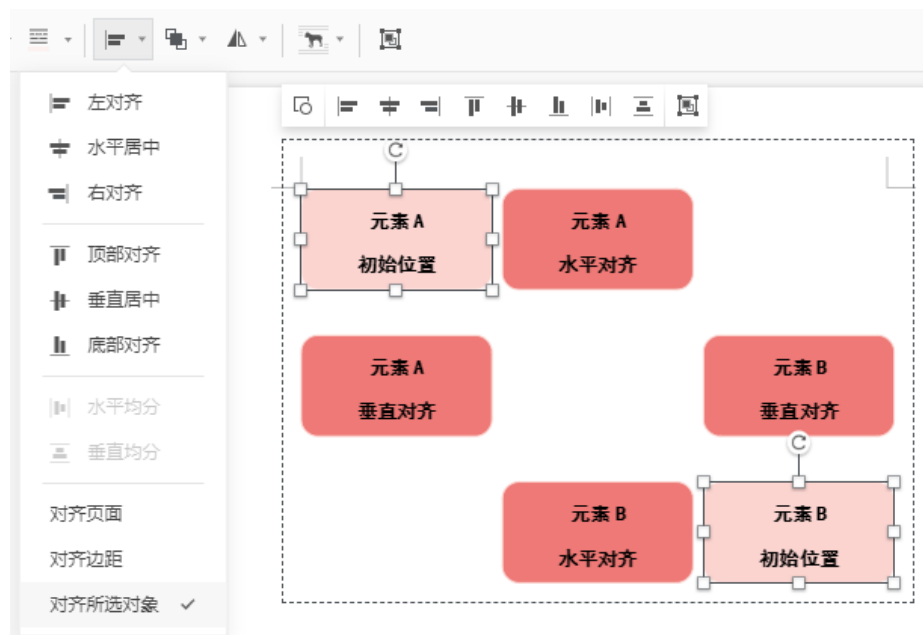 左对齐
水平居中
右对齐
顶部对齐
垂直居中
底部对齐
水平均分
垂直均分
对齐页面
对齐边距
对齐所选对象
元素 A
初始位置
元素 A
水平对齐
元素 A
垂直对齐
元素 B
垂直对齐
元素 B
水平对齐
元素 B
初始位置